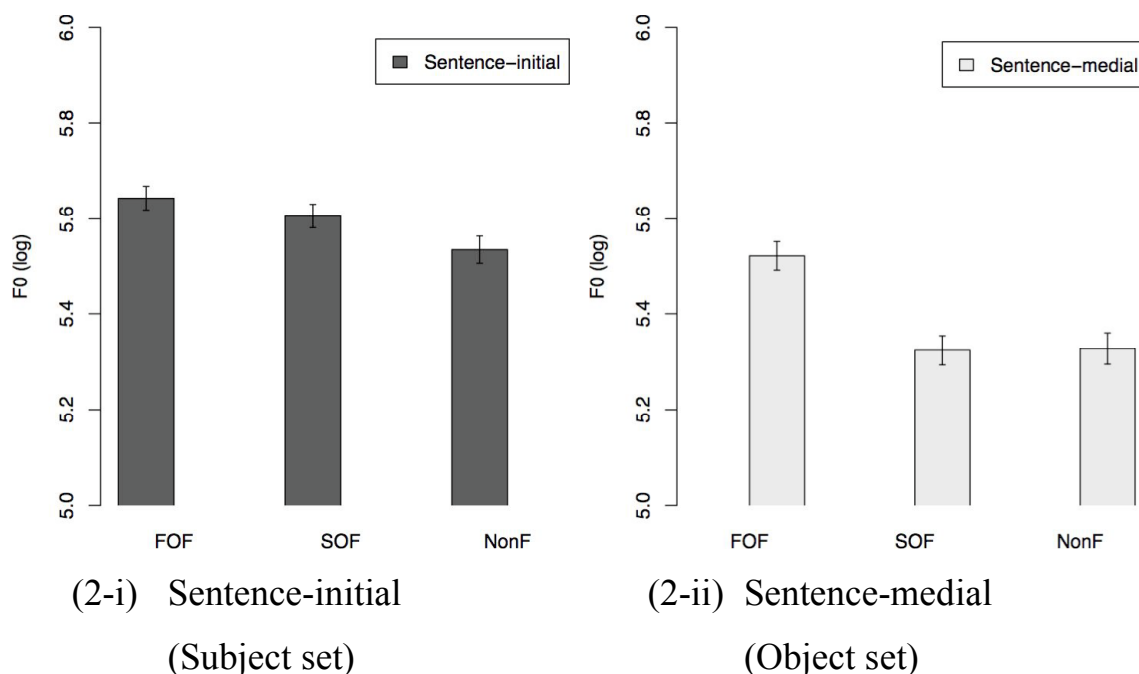 6.0
5.8
5.6
5.4
5.2
5.0
F0 (log)
Sentence−initial
FOF SOF NonF
(2-i) Sentence-initial
(Subject set)
6.0
5.8
5.6
5.4
5.2
5.0
F0 (log)
Sentence−medial
FOF SOF NonF
(2-ii) Sentence-medial
(Object set)